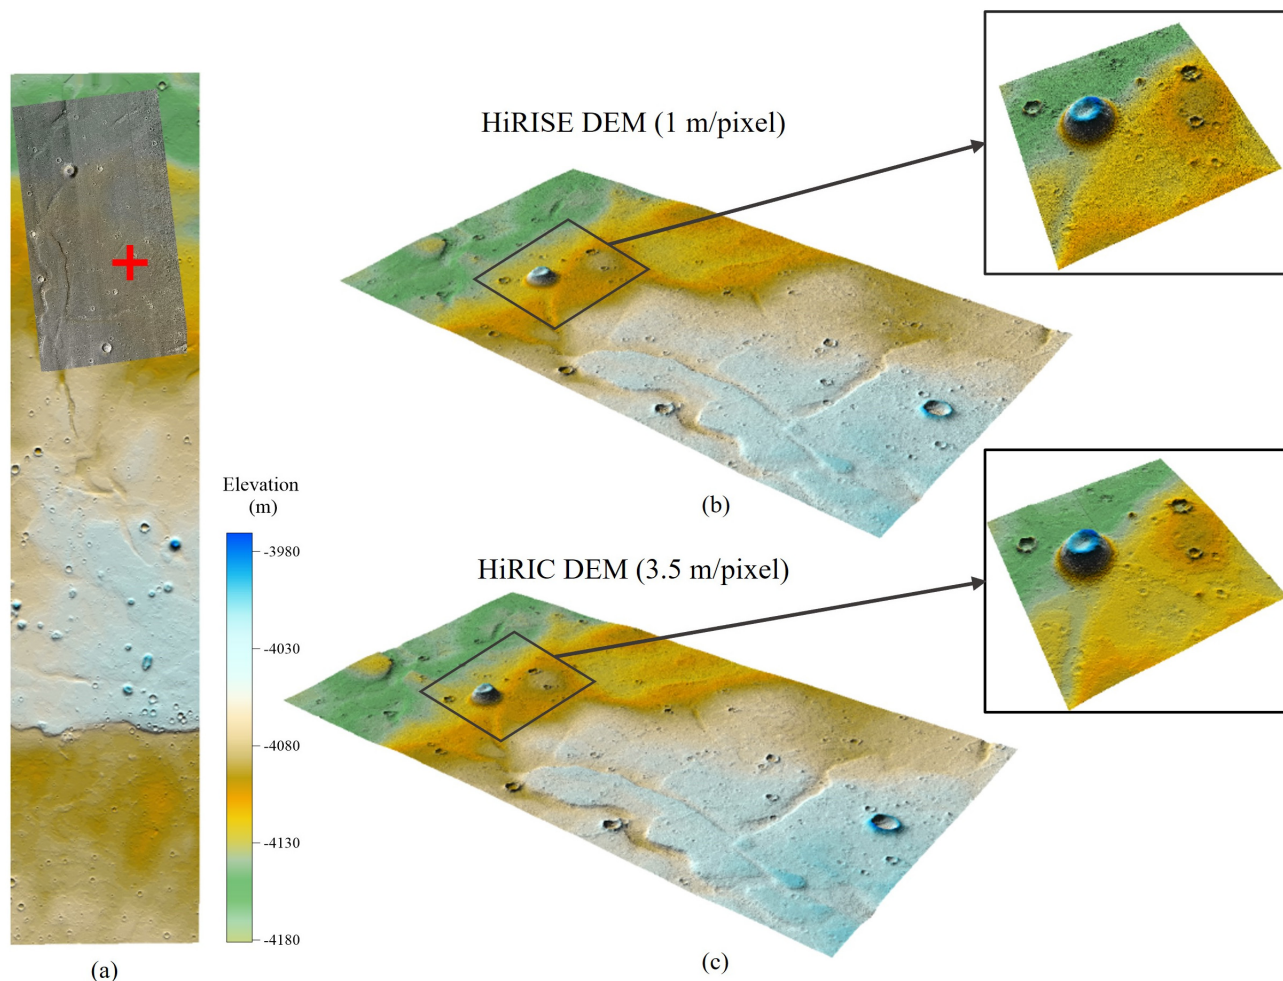 HiRISE DEM (1 m/pixel)
Elevation
(m)
-3980
-4030
-4080
-4130
-4180
(b)
HiRIC DEM (3.5 m/pixel)
(a)
(c)